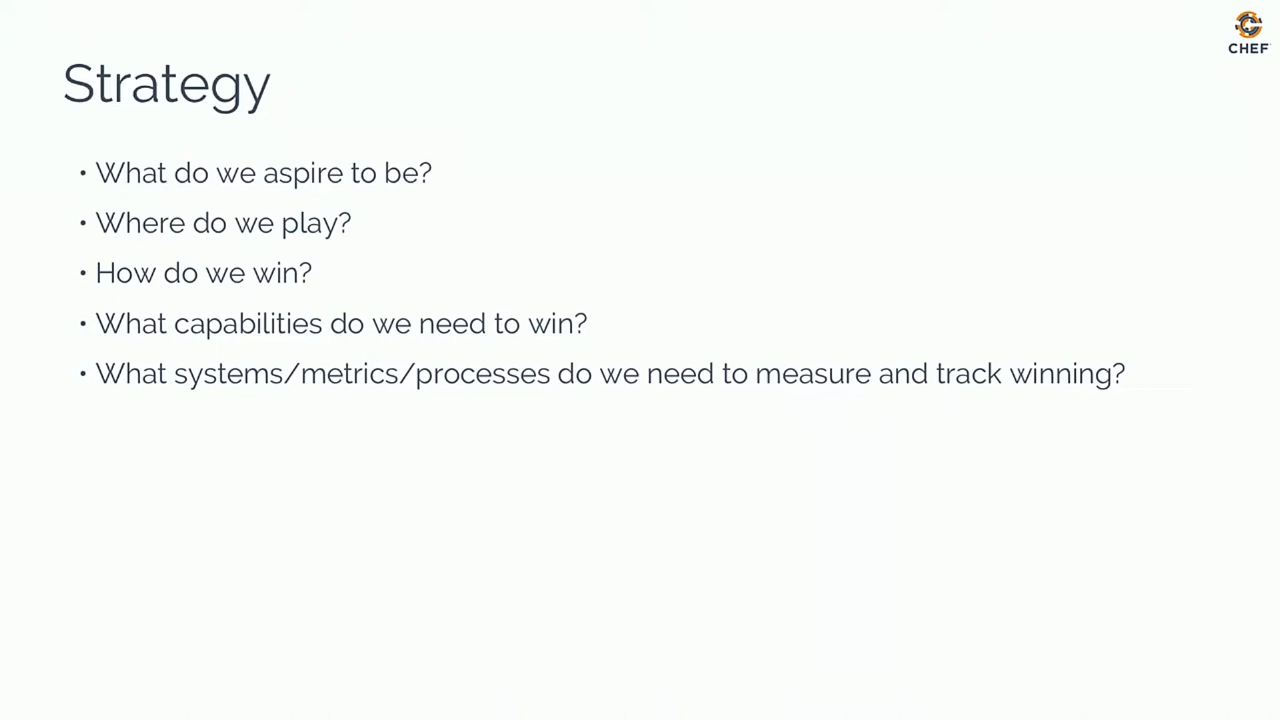 CHEF
Strategy
• What do we aspire to be?
• Where do we play?
• How do we win?
• What capabilities do we need to win?
• What systems/metrics/processes do we need to measure and track winning?